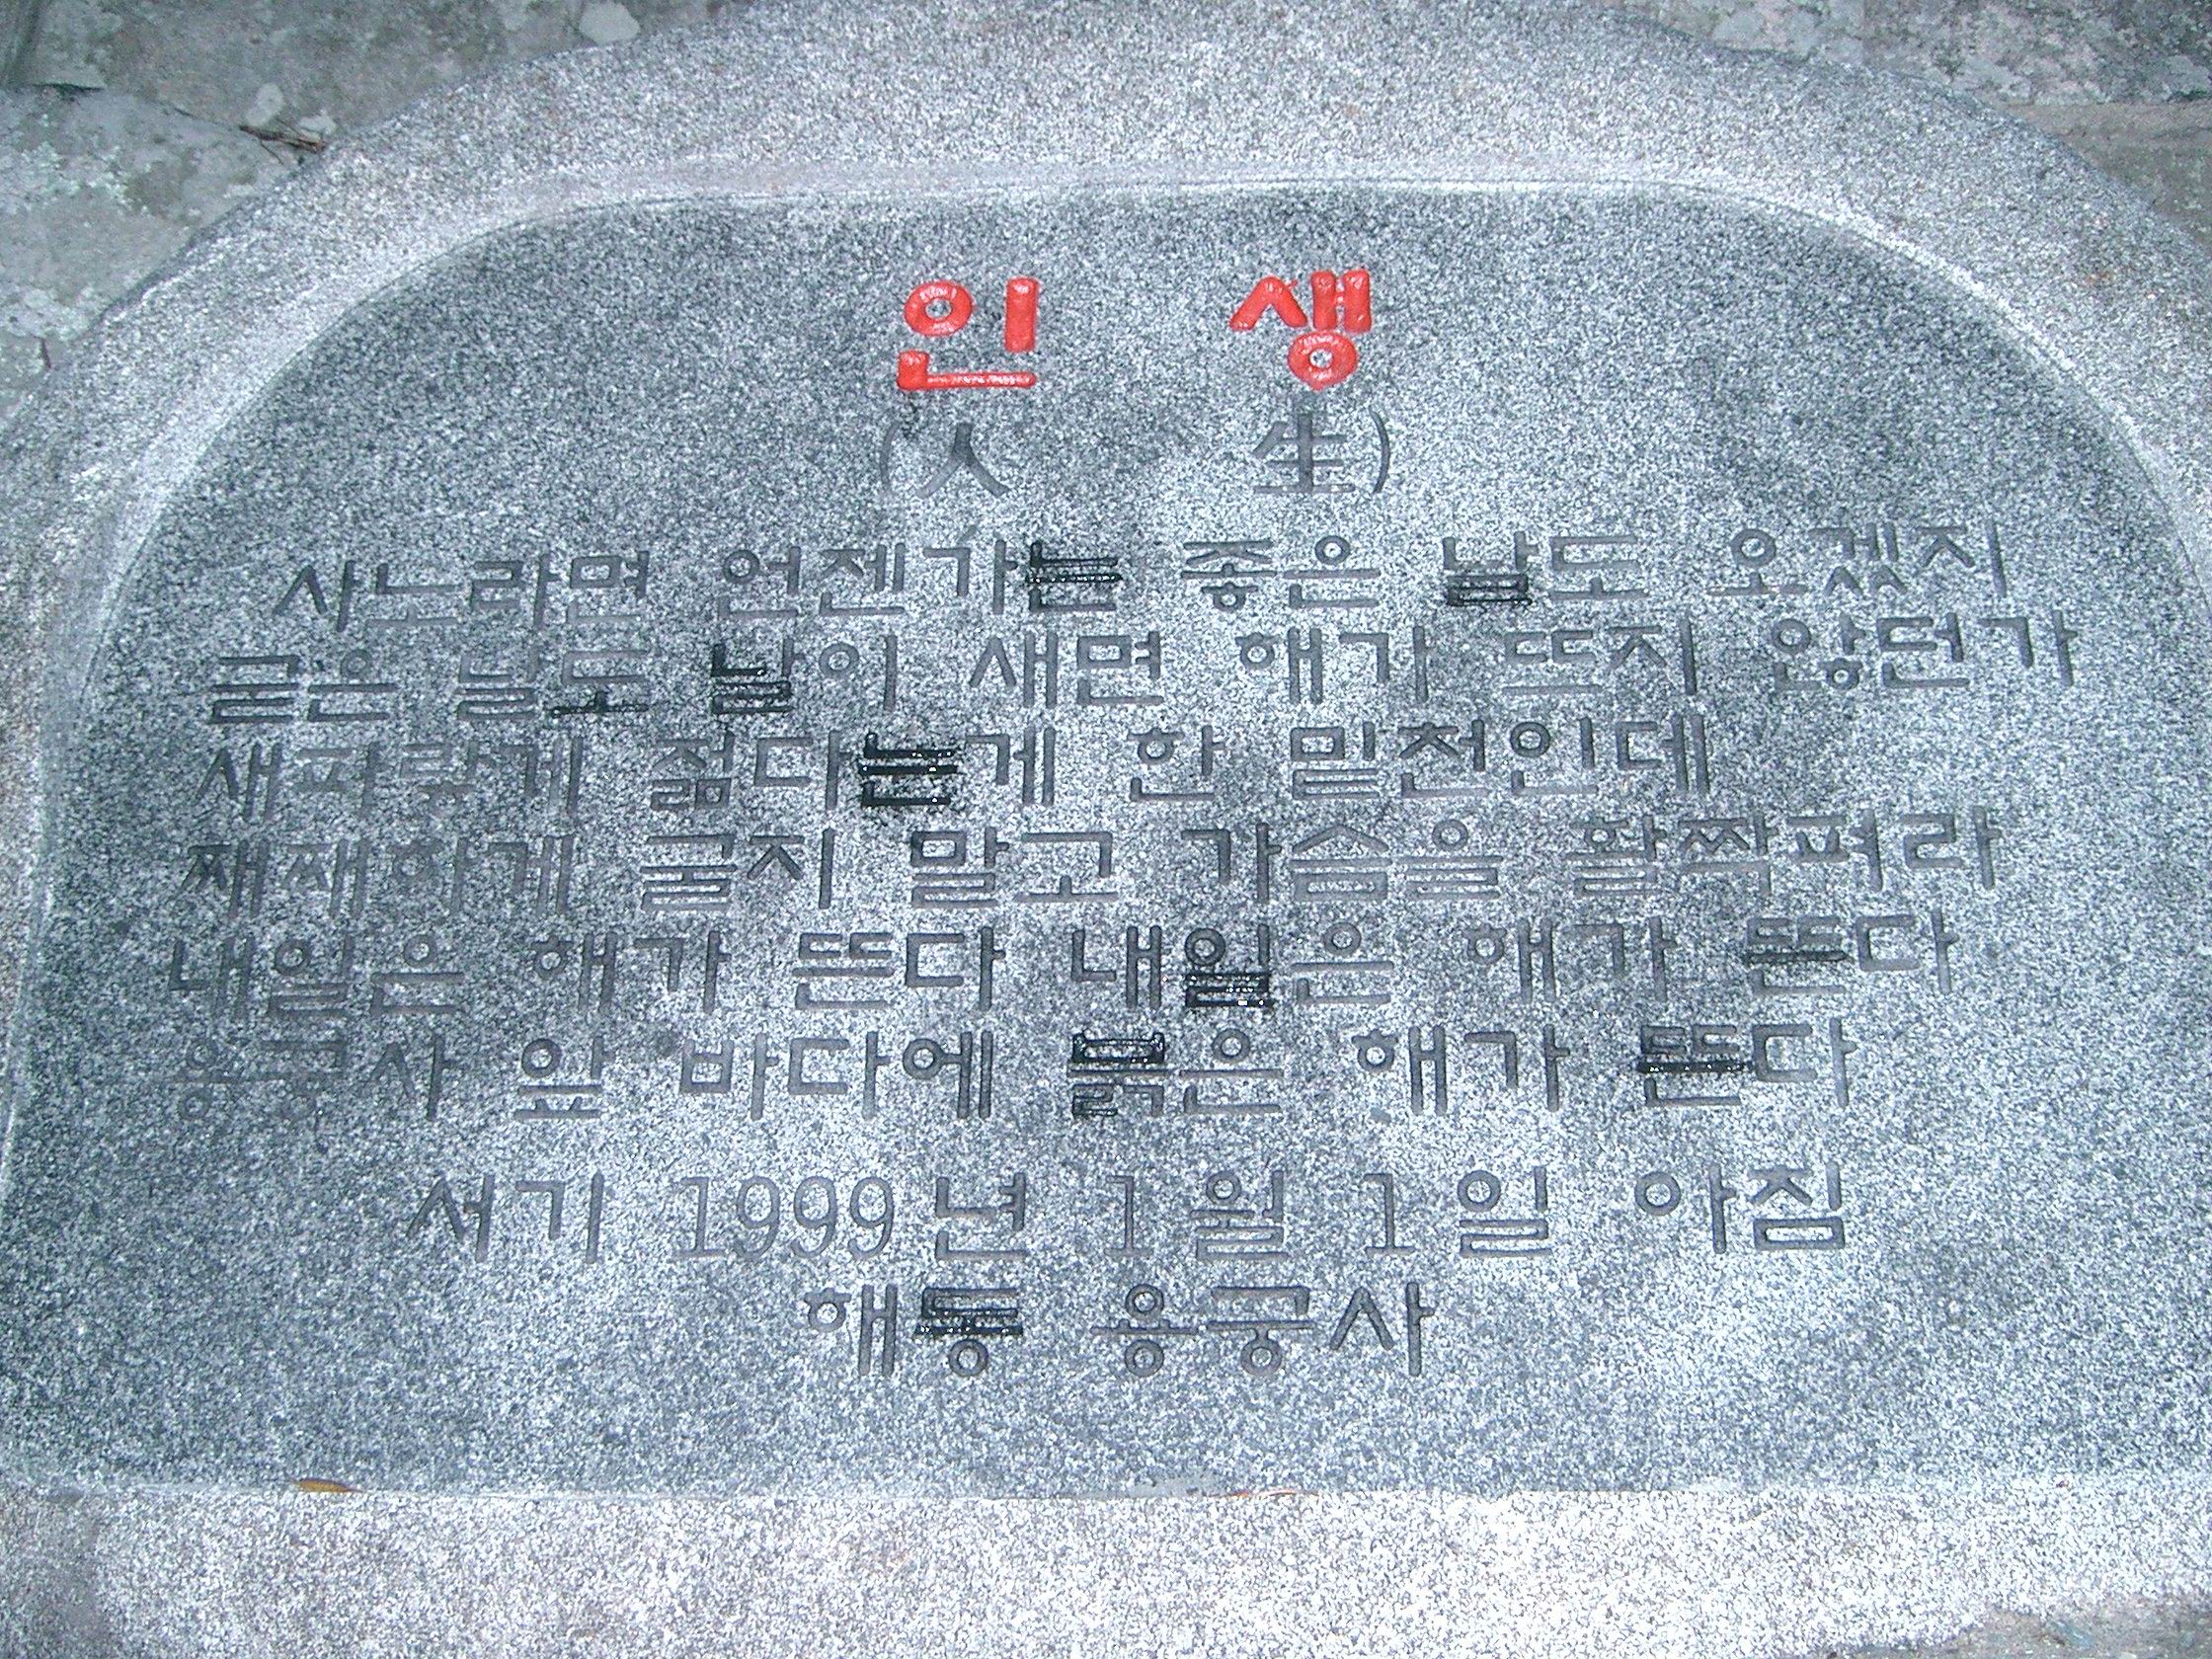 인 생
(人 生)
사노라면 언젠가는 좋은 날도 오겠지
굳은 날도 날이 새면 해가 뜨지 않던가
새파랗게 젊다는게 한 밑천인데
째째하게 굴지 말고 가슴을 활짝펴라
내일은 해가 뜬다 내일은 해가 뜬다
용궁사 앞 바다에 붉은 해가 뜬다
서기 1999년 1월 1일 아침
해동 용궁사